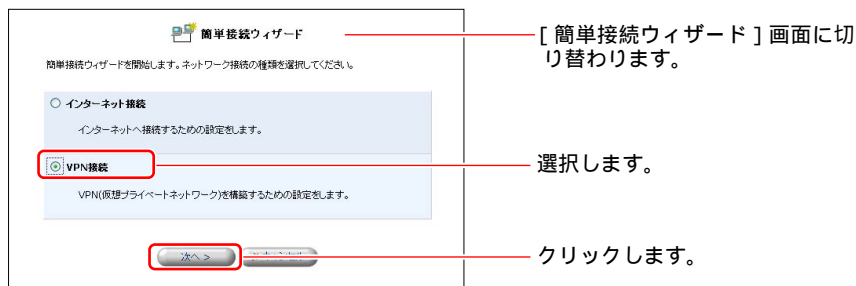 簡単接続ウィザード
[ 簡単接続ウィザード ] 画面に切
り替わります。
簡単接続ウィザードを開始します。ネットワーク接続の種類を選択してください。
インターネット接続
インターネットへ接続するための設定をします。
VPN接続
選択します。
VPN(仮想プライベートネットワーク)を構築するための設定をします。
次へ >
クリックします。